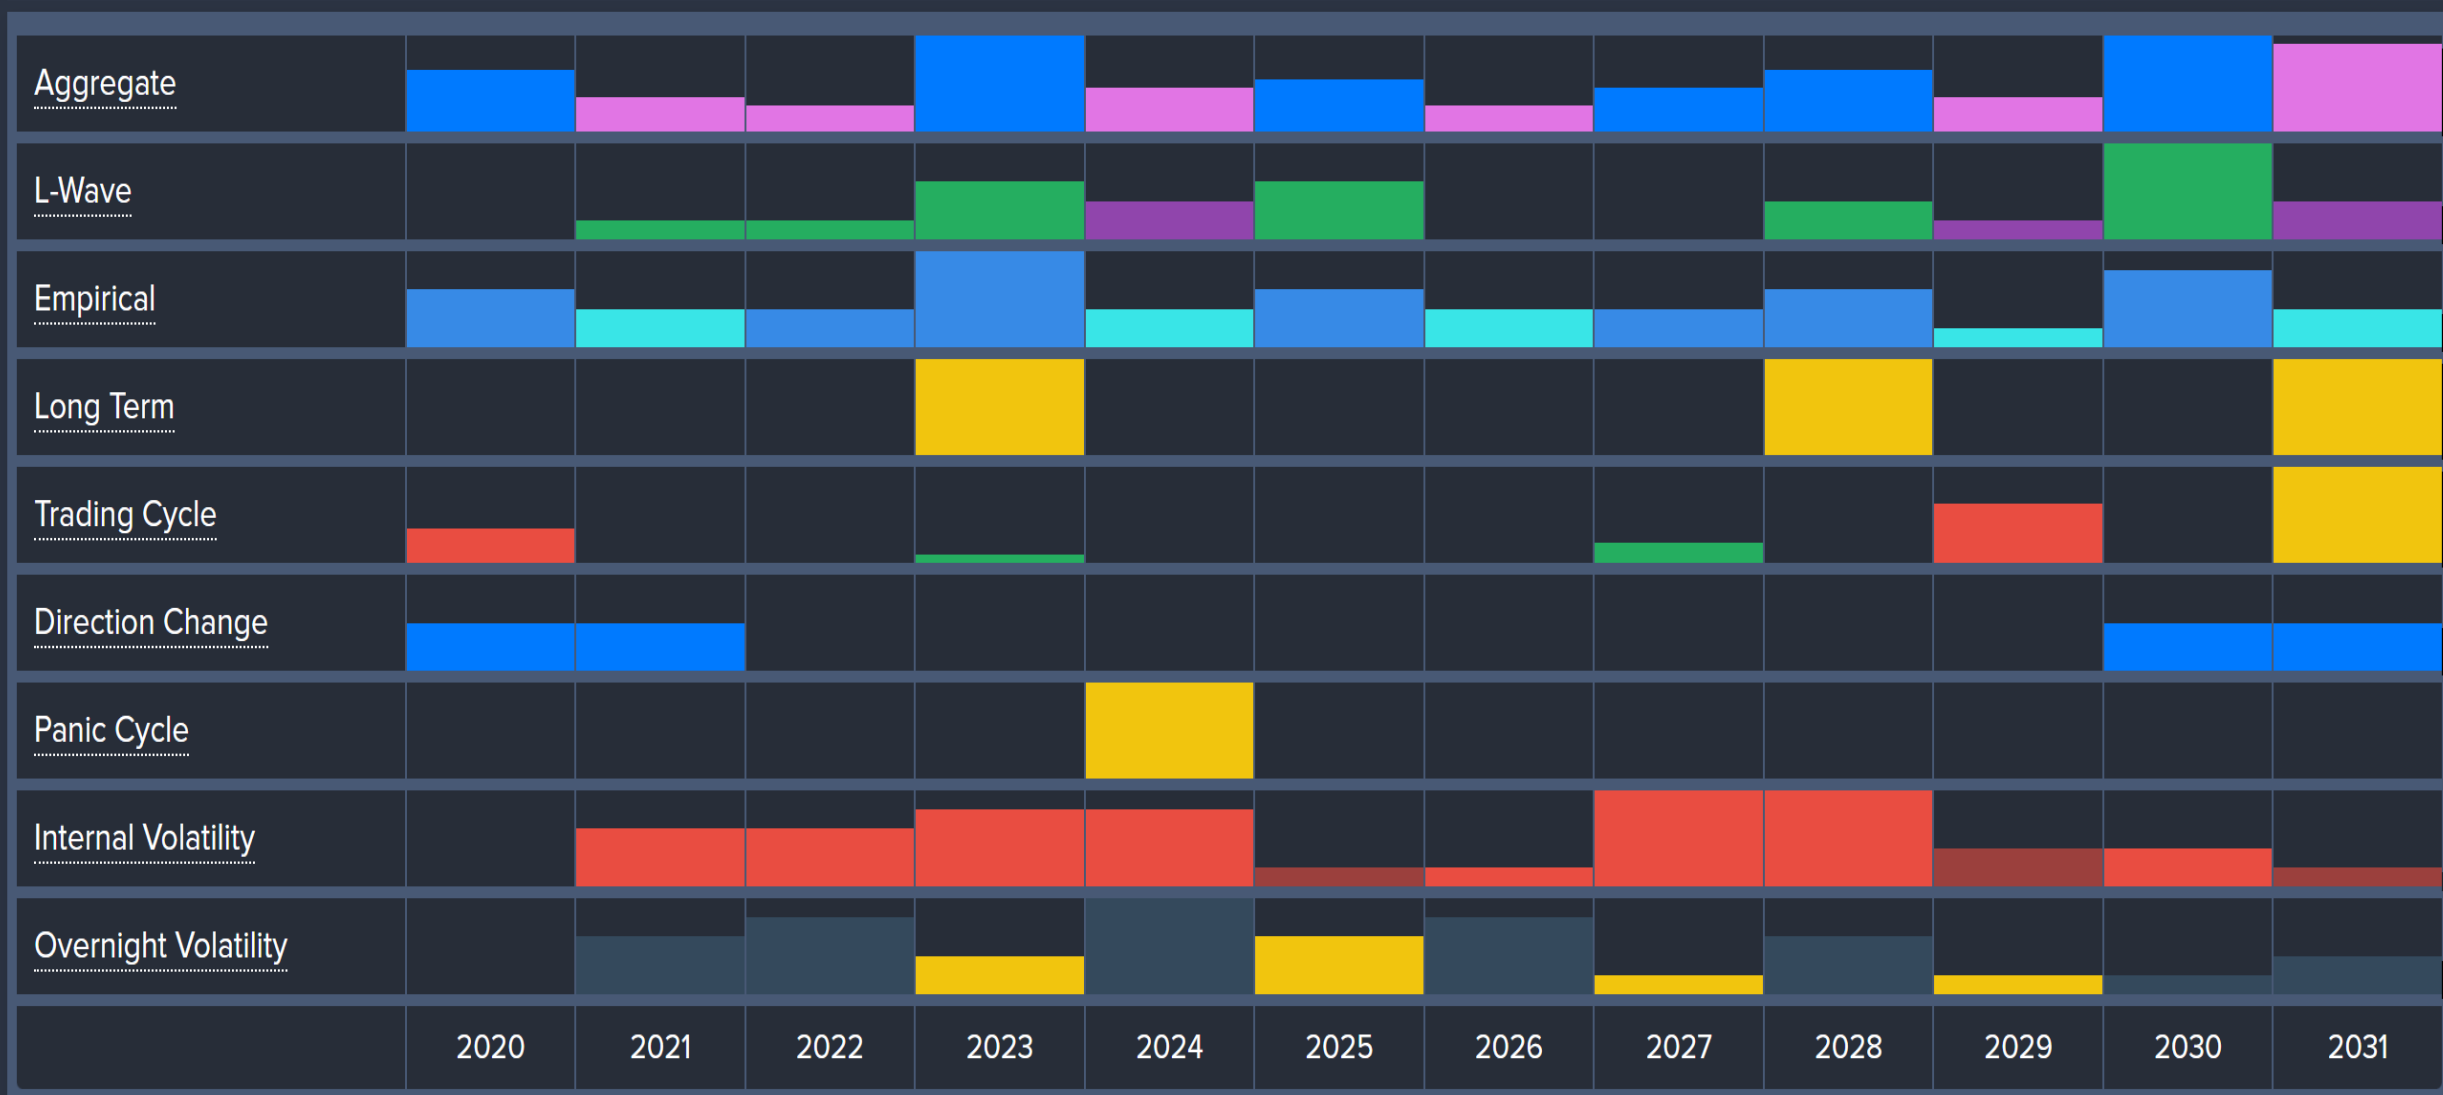 Aggregate
L-Wave
Empirical
Long Term
Trading Cycle
Direction Change
Panic Cycle
Internal Volatility
Overnight Volatility
2020 2021 2022 2023 2024 2025 2026 2027 2028 2029 2030 2031